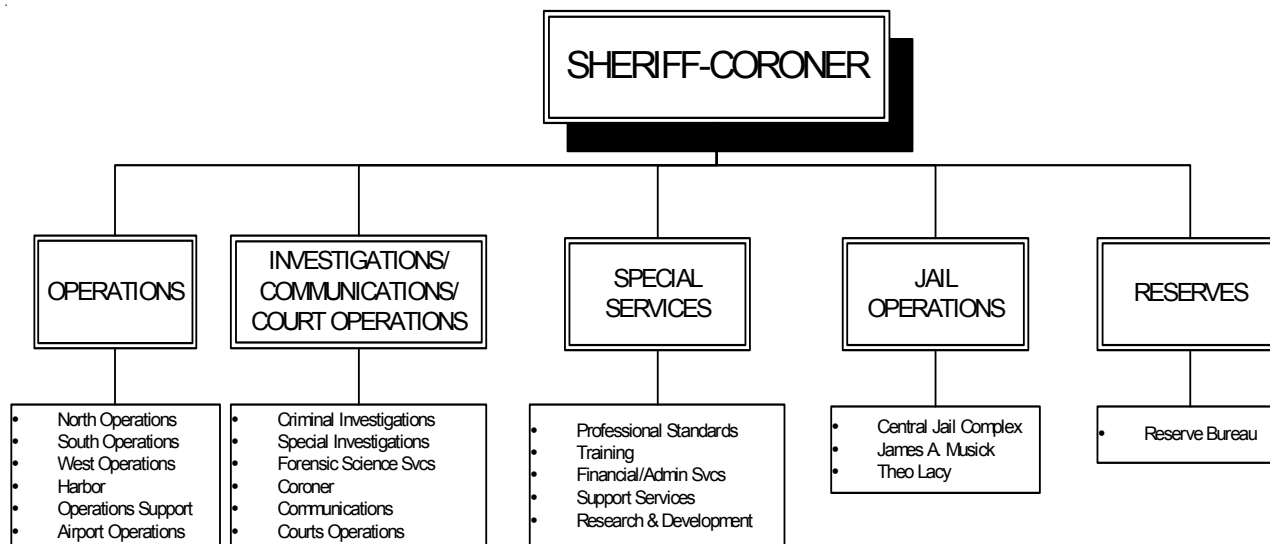 SHERIFF-CORONER
OPERATIONS
INVESTIGATIONS/
COMMUNICATIONS/
COURT OPERATIONS
SPECIAL
SERVICES
JAIL
OPERATIONS
RESERVES
• North Operations
• South Operations
• West Operations
• Harbor
• Operations Support
• Airport Operations
• Criminal Investigations
• Special Investigations
• Forensic Science Svcs
• Coroner
• Communications
• Courts Operations
• Professional Standards
• Training
• Financial/Admin Svcs
• Support Services
• Research & Development
• Central Jail Complex
• James A. Musick
• Theo Lacy
• Reserve Bureau